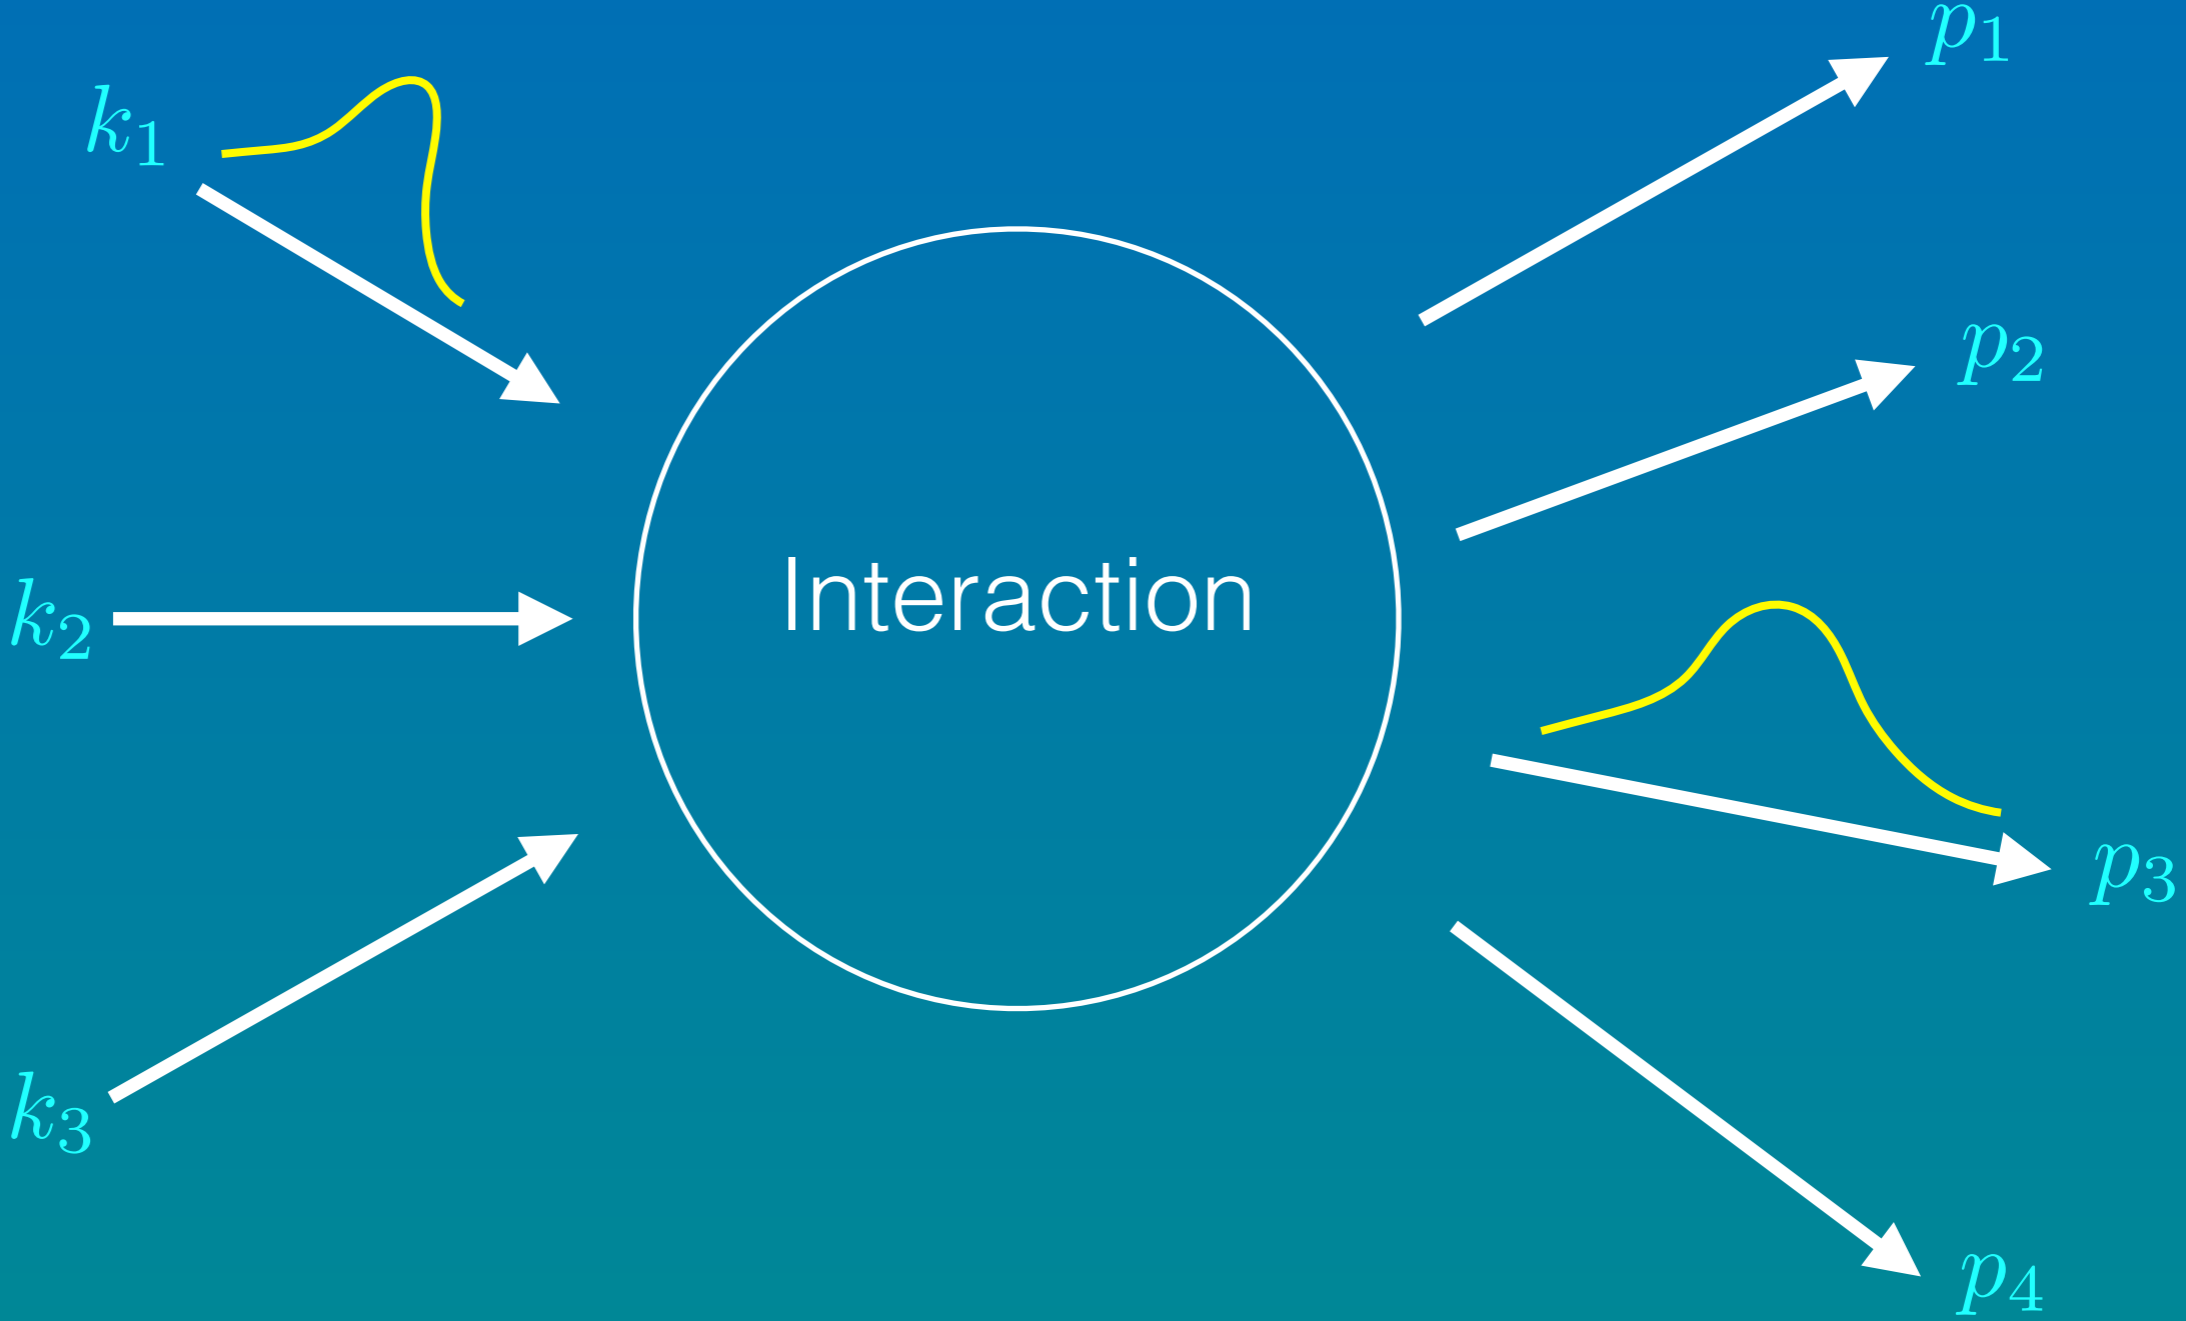 p₁
k₁
p₂
Interaction
k₂
p₃
k₃
p₄